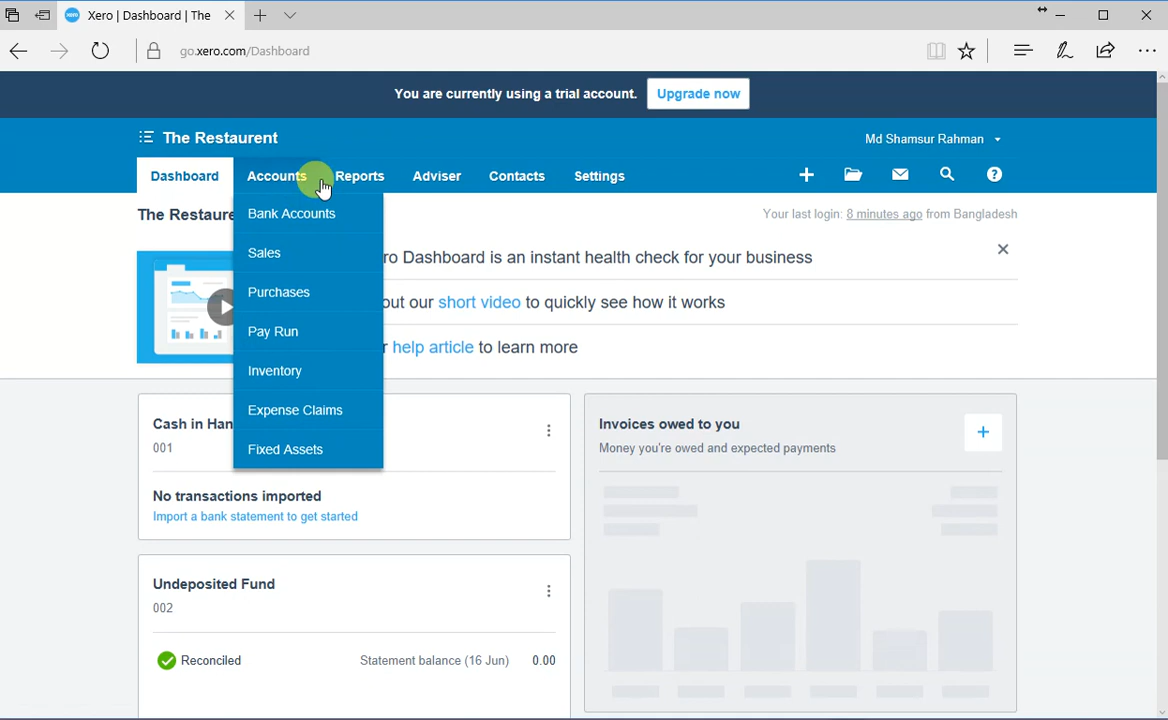 Xero | Dashboard | The
go.xero.com/Dashboard
You are currently using a trial account. Upgrade now
The Restaurent
Md Shamsur Rahman
Dashboard Accounts Reports Adviser Contacts Settings
The Restaure
Your last login: 8 minutes ago from Bangladesh
Bank Accounts
Sales
Purchases
Pay Run
Inventory
Expense Claims
Fixed Assets
ro Dashboard is an instant health check for your business
out our short video to quickly see how it works
r help article to learn more
Cash in Han
001
No transactions imported
Import a bank statement to get started
Invoices owed to you
Money you're owed and expected payments
Undeposited Fund
002
Reconciled Statement balance (16 Jun) 0.00